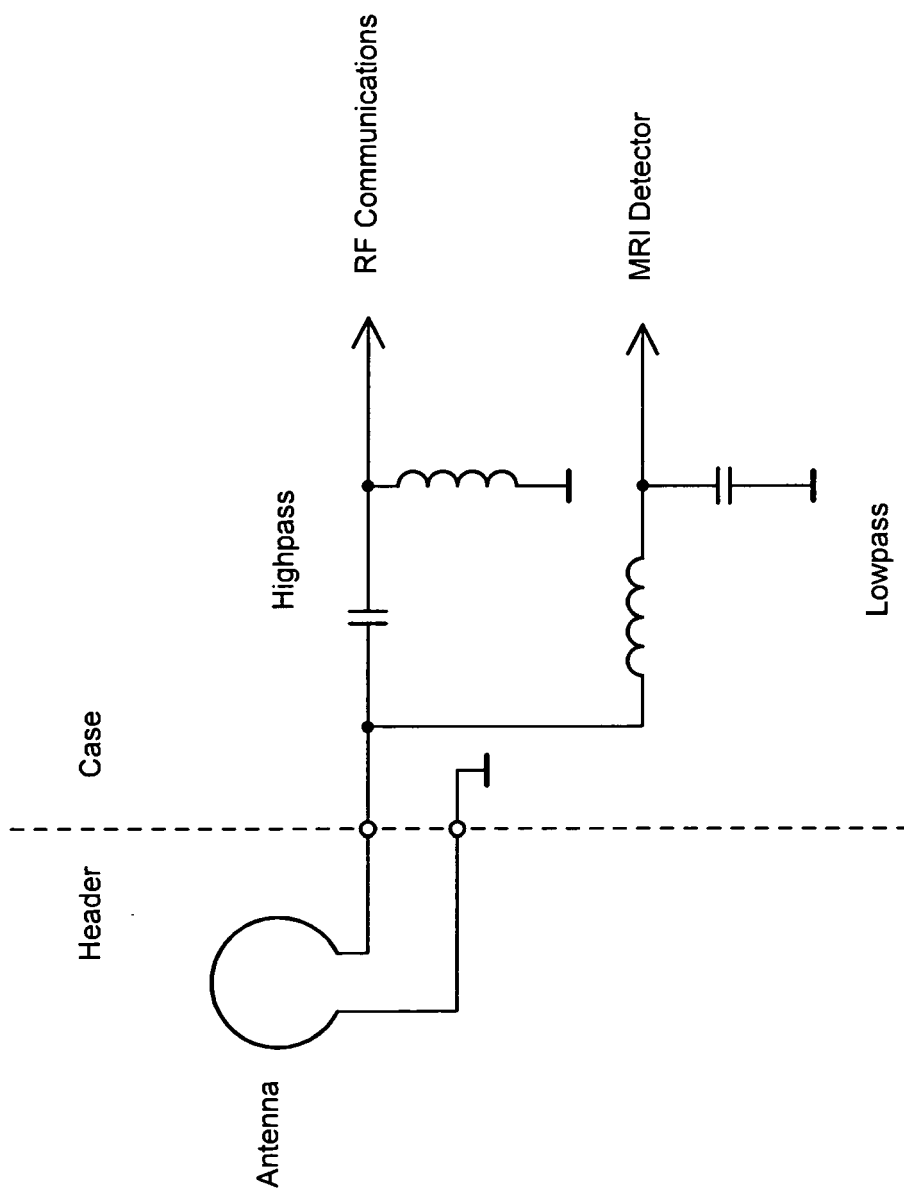 Header
Case
Antenna
Highpass
RF Communications
MRI Detector
Lowpass